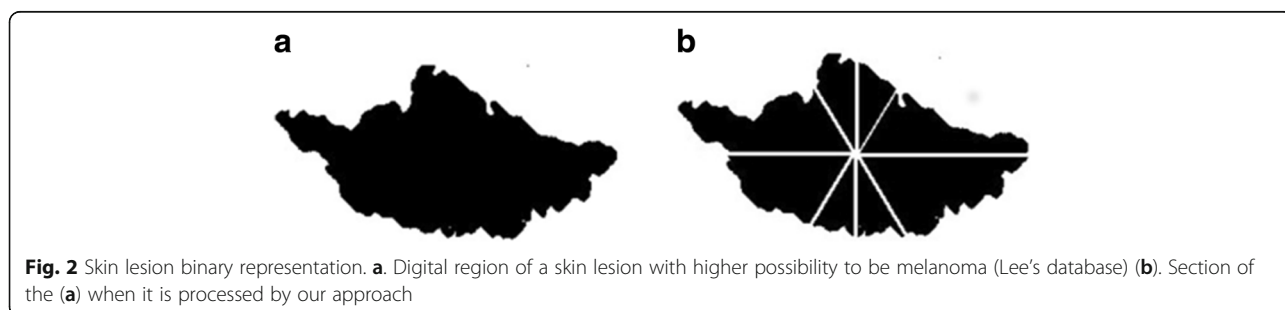 a b
Fig. 2 Skin lesion binary representation. a. Digital region of a skin lesion with higher possibility to be melanoma (Lee's database) (b). Section of
the (a) when it is processed by our approach